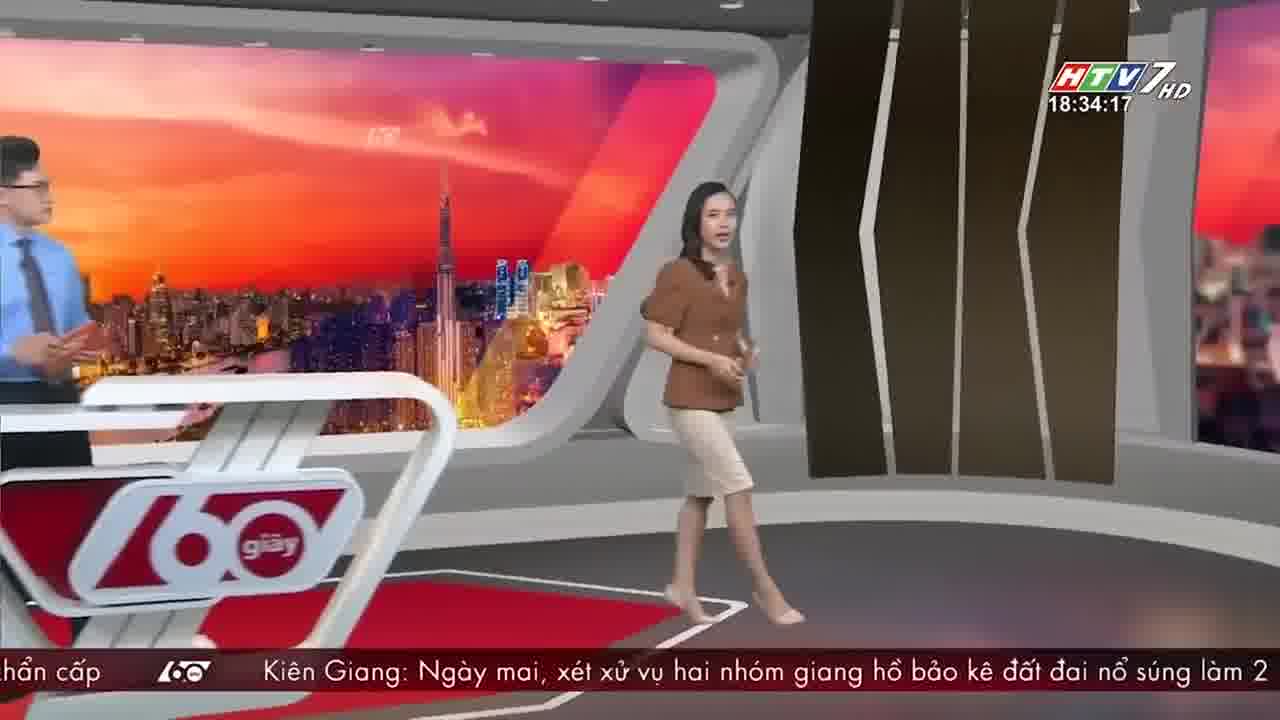 HTV7 HD
18:34:17
60
giây
khẩn cấp 60 Kiên Giang: Ngày mai, xét xử vụ hai nhóm giang hồ bảo kê đất đai nổ súng làm 2